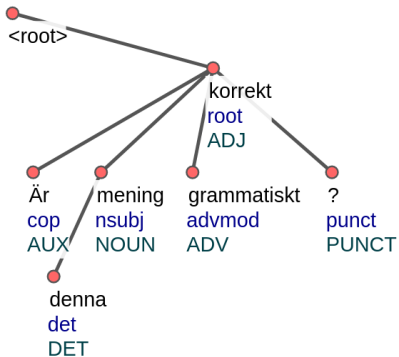 <root>
korrekt
root
ADJ
Är mening grammatiskt ?
cop nsubj advmod punct
AUX NOUN ADV PUNCT
denna
det
DET